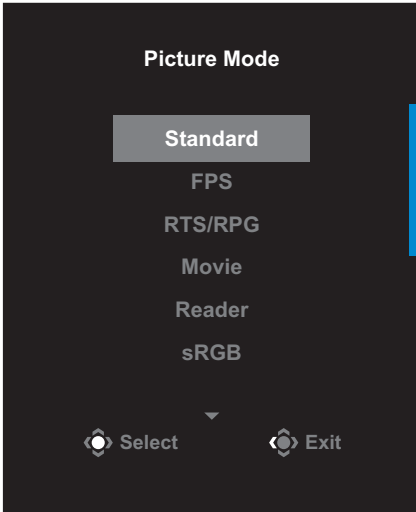 Picture Mode
Standard
FPS
RTS/RPG
Movie
Reader
sRGB
Select Exit